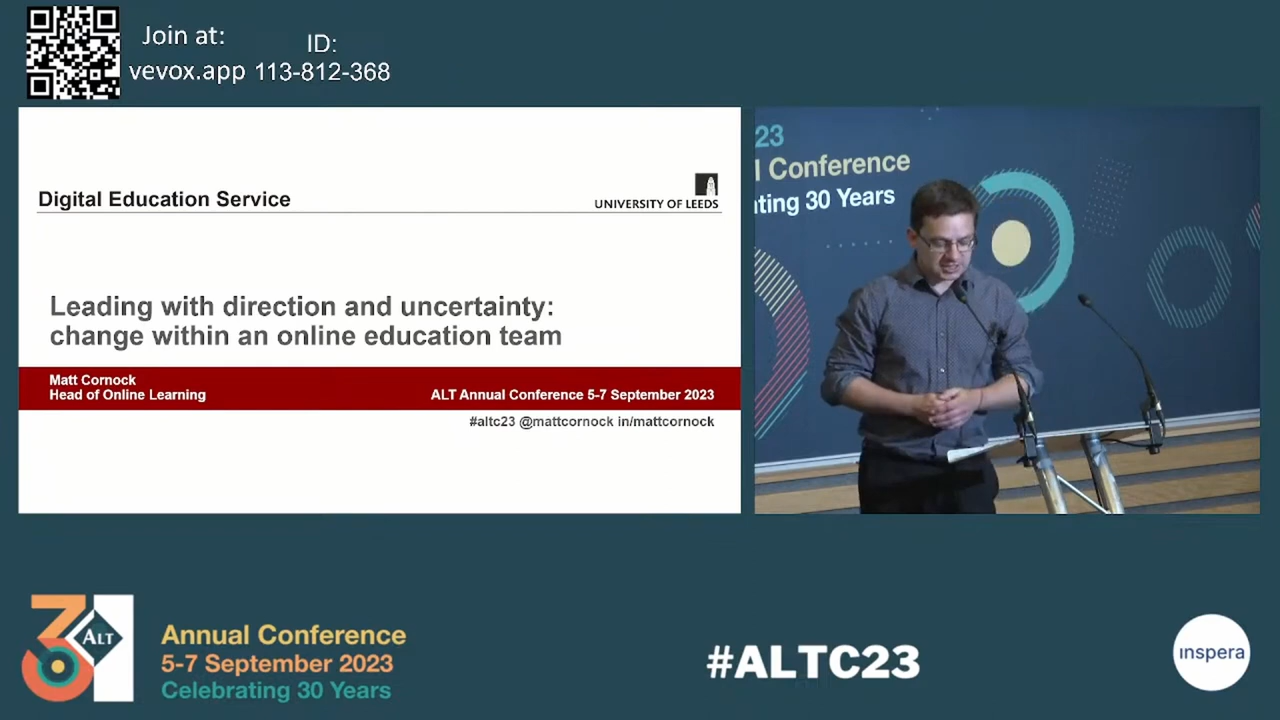 Join at:
vevox.app
ID:
113-812-368
Digital Education Service
UNIVERSITY OF LEEDS
Leading with direction and uncertainty:
change within an online education team
Matt Cornock
Head of Online Learning
ALT Annual Conference 5-7 September 2023
#altc23 @mattcornock in/mattcornock
23
l Conference
ting 30 Years
ALT
Annual Conference
5-7 September 2023
Celebrating 30 Years
#ALTC23
inspera